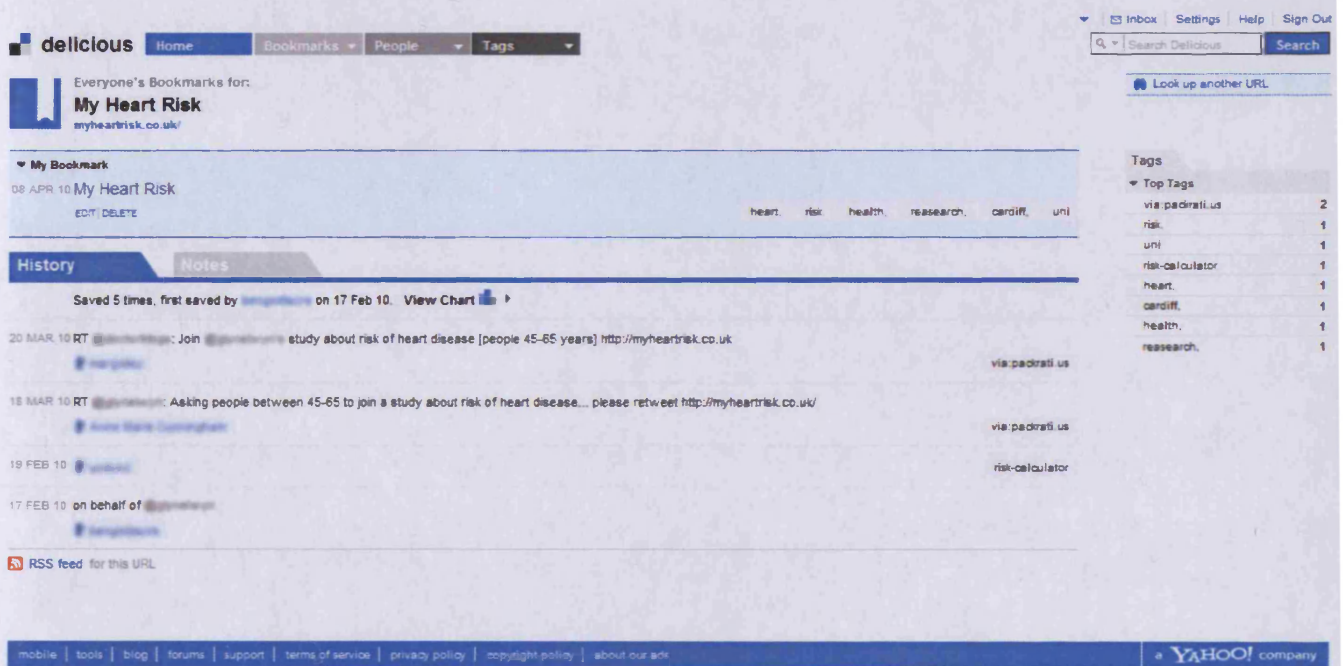 Inbox | Settings | Help | Sign Out
delicious Home Bookmarks People Tags
Search Delicious Search
Everyone's Bookmarks for:
My Heart Risk
myheartrisk.co.uk/
Look up another URL
My Bookmark
08 APR 10 My Heart Risk
EDIT | DELETE
heart, risk health, reasearch, cardiff, uni
Tags
Top Tags
via:packrati.us 2
risk, 1
uni 1
risk-calculator 1
heart, 1
cardiff, 1
health, 1
reasearch, 1
History Notes
Saved 5 times, first saved by on 17 Feb 10. View Chart
20 MAR 10 RT : Join study about risk of heart disease [people 45-65 years] http://myheartrisk.co.uk
via:packrati.us
18 MAR 10 RT : Asking people between 45-65 to join a study about risk of heart disease... please retweet http://myheartrisk.co.uk/
via:packrati.us
19 FEB 10
risk-calculator
17 FEB 10 on behalf of
RSS feed for this URL
mobile | tools | blog | forums | support | terms of service | privacy policy | copyright policy | about our ads
a YAHOO! company